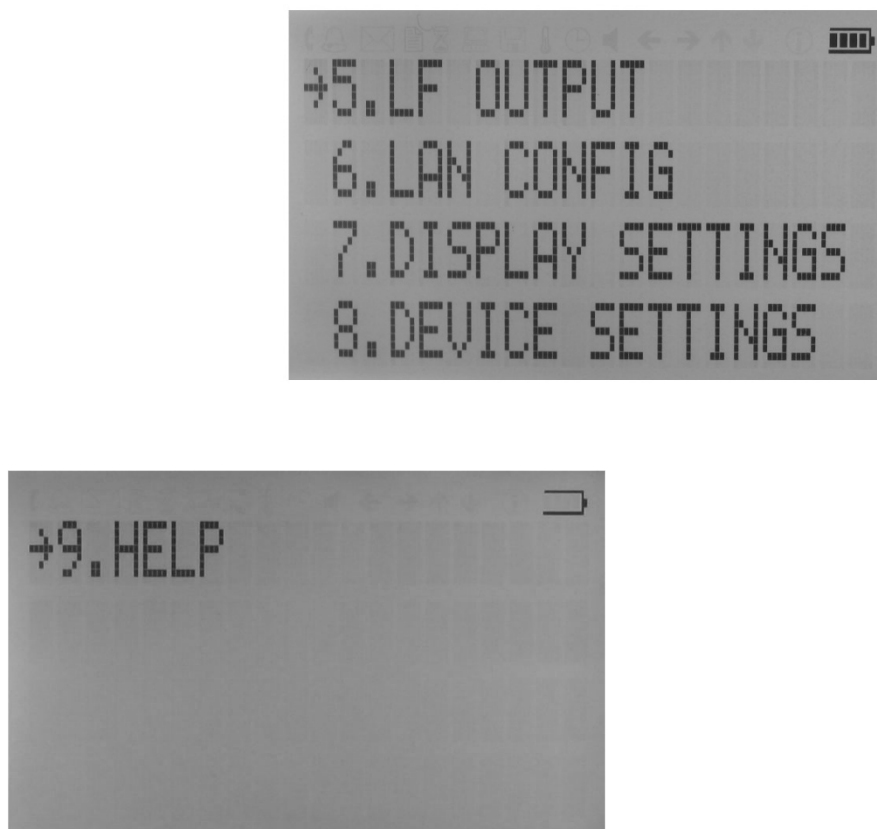 →5.LF OUTPUT
6.LAN CONFIG
7.DISPLAY SETTINGS
8.DEVICE SETTINGS
→9.HELP